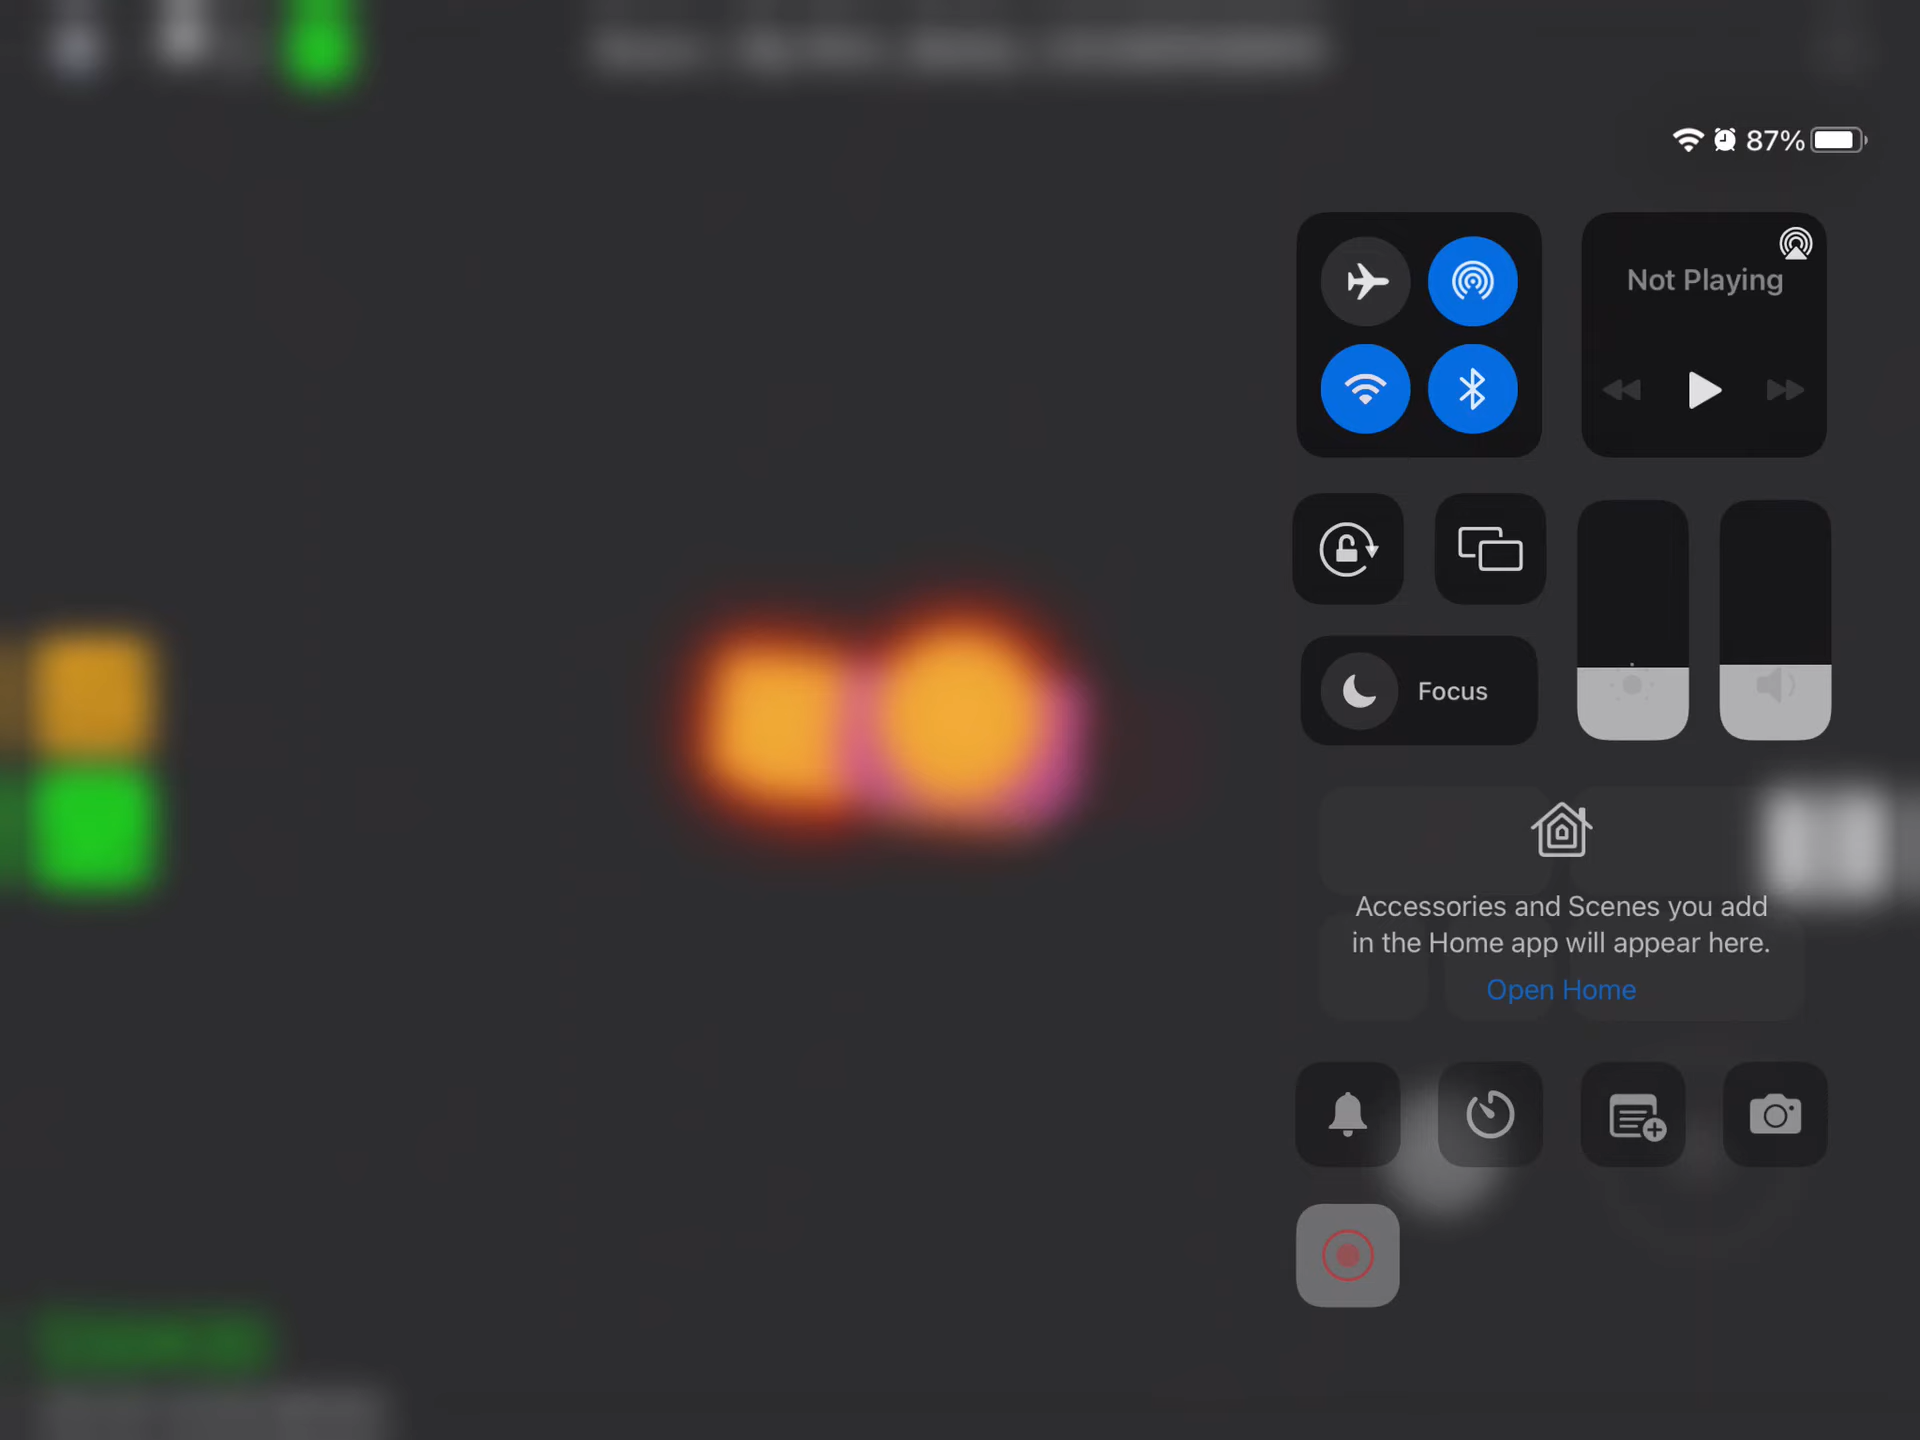 87%
Not Playing
Focus
Accessories and Scenes you add
in the Home app will appear here.
Open Home